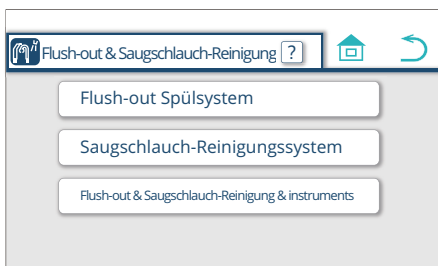 Flush-out & Saugschlauch-Reinigung ?
Flush-out Spülsystem
Saugschlauch-Reinigungssystem
Flush-out & Saugschlauch-Reinigung & instruments